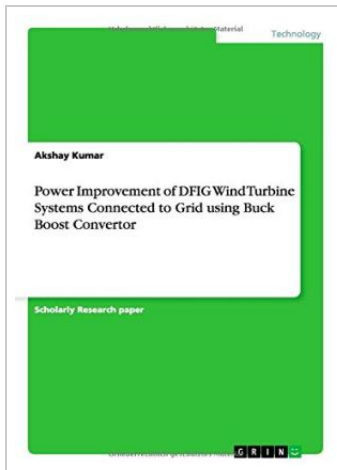 Technology
Akshay Kumar
Power Improvement of DFIG Wind Turbine
Systems Connected to Grid using Buck
Boost Convertor
Scholarly Research paper
GRIN